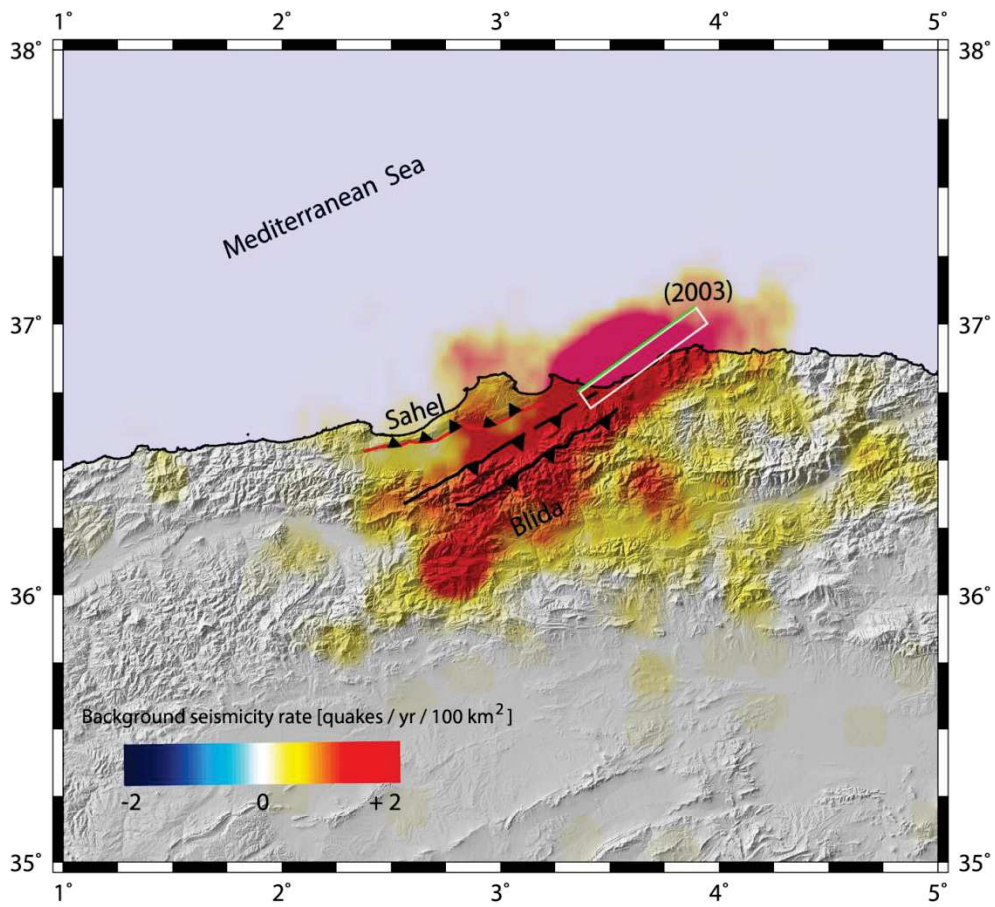 1° 2° 3° 4° 5°
38° 38°
Mediterranean Sea
(2003)
37° 37°
Sahel
Blida
36° 36°
Background seismicity rate [quakes / yr / 100 km²]
-2 0 +2
35° 35°
1° 2° 3° 4° 5°